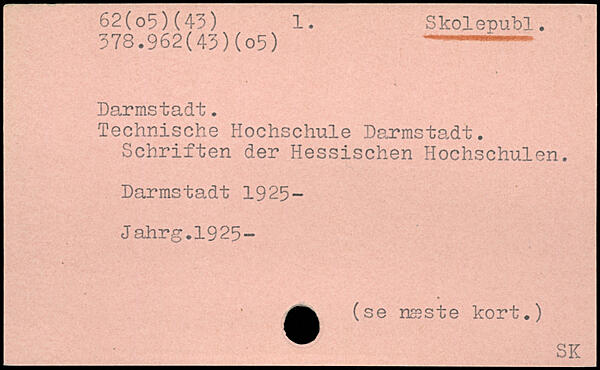 62(o5)(43) 1. Skolepubl.
378.962(43)(o5)
Darmstadt.
Technische Hochschule Darmstadt.
Schriften der Hessischen Hochschulen.
Darmstadt 1925-
Jahrg.1925-
(se næste kort.)
SK